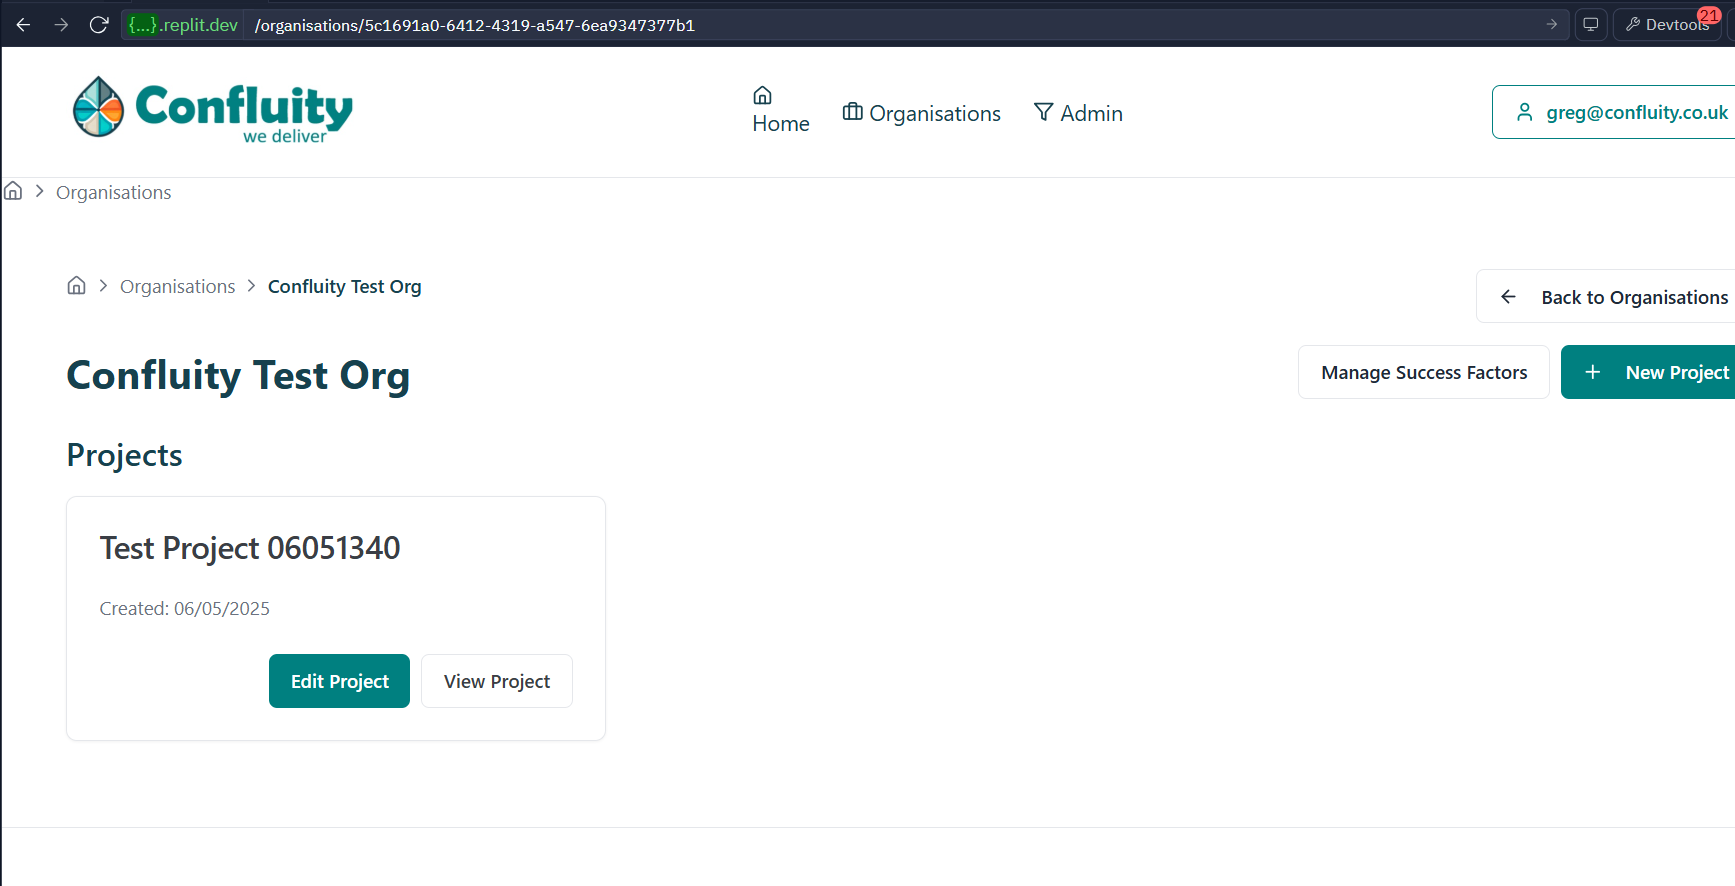 {...}.replit.dev /organisations/5c1691a0-6412-4319-a547-6ea9347377b1 Devtools 21
Confluity
we deliver
Home
Organisations
Admin
greg@confluity.co.uk
Organisations
Organisations Confluity Test Org
Back to Organisations
Confluity Test Org
Manage Success Factors
New Project
Projects
Test Project 06051340
Created: 06/05/2025
Edit Project
View Project